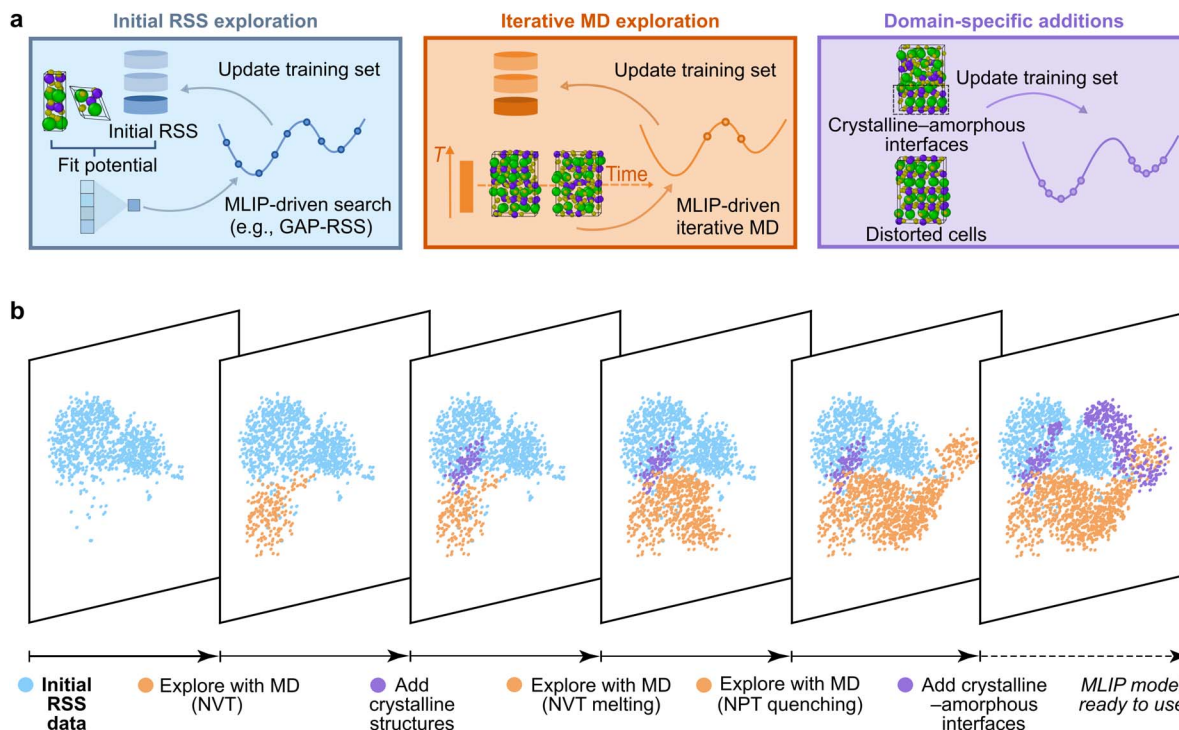 a
Initial RSS exploration
Iterative MD exploration
Domain-specific additions
Update training set
Initial RSS
Fit potential
MLIP-driven search
(e.g., GAP-RSS)
Update training set
T
Time
MLIP-driven
iterative MD
Update training set
Crystalline–amorphous
interfaces
Distorted cells
b
Initial
RSS
data
Explore with MD
(NVT)
Add
crystalline
structures
Explore with MD
(NVT melting)
Explore with MD
(NPT quenching)
Add crystalline
–amorphous
interfaces
MLIP mode
ready to use